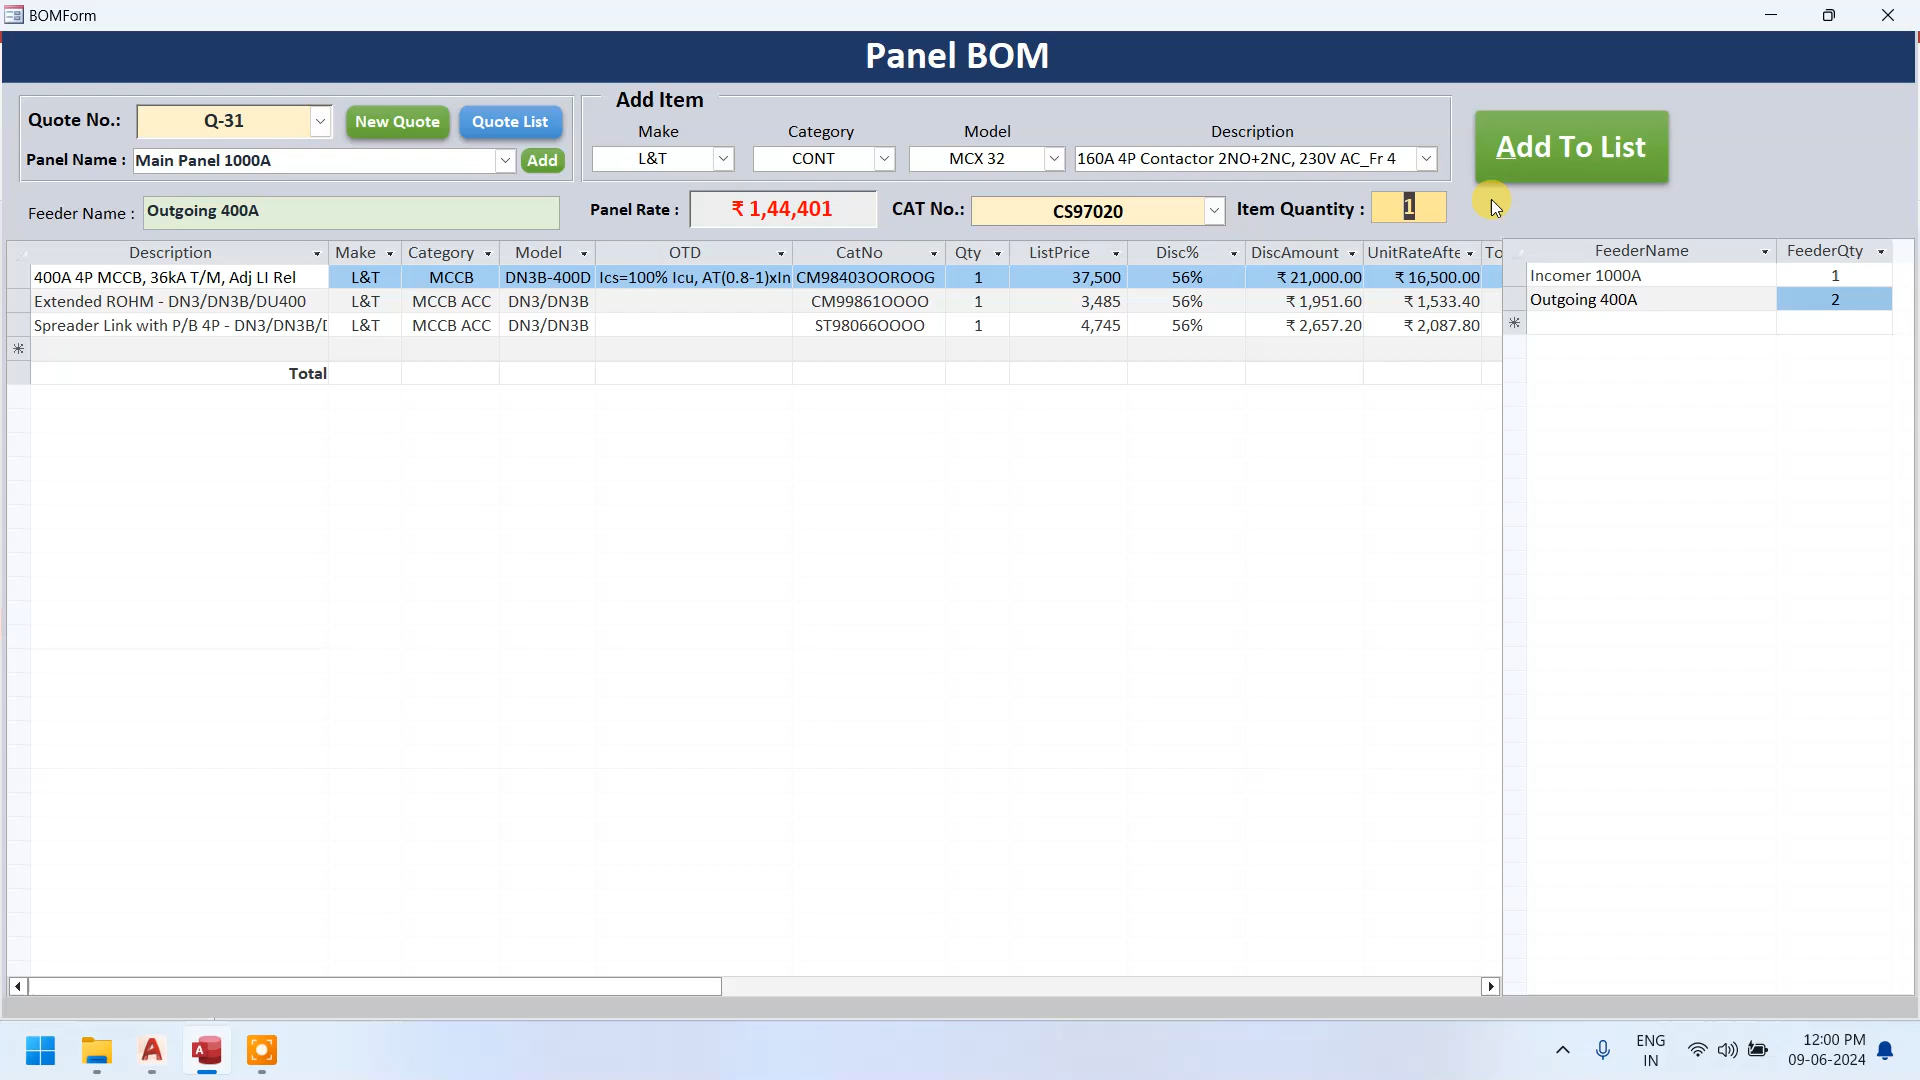 BOMForm
Panel BOM
Quote No.: Q-31 New Quote Quote List
Panel Name : Main Panel 1000A Add
Add Item
Make Category Model Description
L&T CONT MCX 32 160A 4P Contactor 2NO+2NC, 230V AC_Fr 4
Add To List
Feeder Name : Outgoing 400A
Panel Rate : ₹ 1,44,401 CAT No.: CS97020 Item Quantity : 1
Description Make Category Model OTD CatNo Qty ListPrice Disc% DiscAmount UnitRateAfte To
400A 4P MCCB, 36kA T/M, Adj LI Rel L&T MCCB DN3B-400D Ics=100% Icu, AT(0.8-1)xIn CM98403OOROOG 1 37,500 56% ₹ 21,000.00 ₹ 16,500.00
Extended ROHM - DN3/DN3B/DU400 L&T MCCB ACC DN3/DN3B CM99861OOOO 1 3,485 56% ₹ 1,951.60 ₹ 1,533.40
Spreader Link with P/B 4P - DN3/DN3B/D L&T MCCB ACC DN3/DN3B ST98066OOOO 1 4,745 56% ₹ 2,657.20 ₹ 2,087.80
Total
FeederName FeederQty
Incomer 1000A 1
Outgoing 400A 2
ENG
IN
12:00 PM
09-06-2024